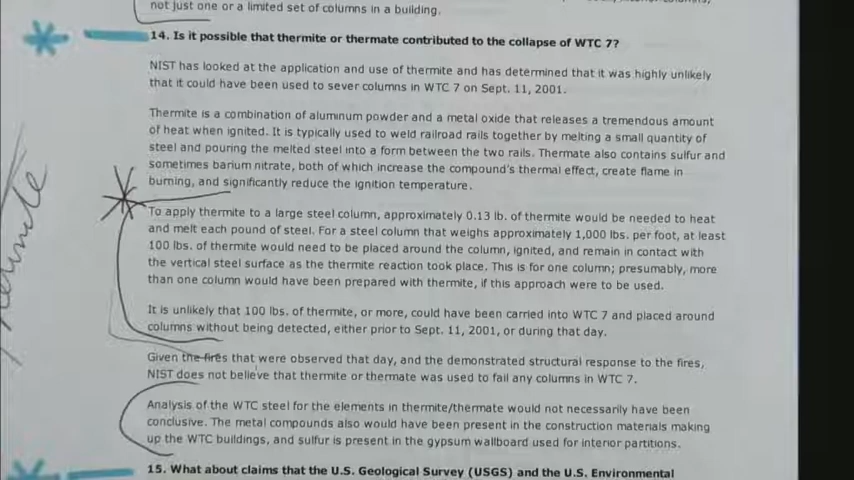 not just one or a limited set of columns in a building.
14. Is it possible that thermite or thermate contributed to the collapse of WTC 7?
NIST has looked at the application and use of thermite and has determined that it was highly unlikely
that it could have been used to sever columns in WTC 7 on Sept. 11, 2001.
Thermite is a combination of aluminum powder and a metal oxide that releases a tremendous amount
of heat when ignited. It is typically used to weld railroad rails together by melting a small quantity of
steel and pouring the melted steel into a form between the two rails. Thermate also contains sulfur and
sometimes barium nitrate, both of which increase the compound's thermal effect, create flame in
burning, and significantly reduce the ignition temperature.
To apply thermite to a large steel column, approximately 0.13 lb. of thermite would be needed to heat
and melt each pound of steel. For a steel column that weighs approximately 1,000 lbs. per foot, at least
100 lbs. of thermite would need to be placed around the column, ignited, and remain in contact with
the vertical steel surface as the thermite reaction took place. This is for one column; presumably, more
than one column would have been prepared with thermite, if this approach were to be used.
It is unlikely that 100 lbs. of thermite, or more, could have been carried into WTC 7 and placed around
columns without being detected, either prior to Sept. 11, 2001, or during that day.
Given the fires that were observed that day, and the demonstrated structural response to the fires,
NIST does not believe that thermite or thermate was used to fail any columns in WTC 7.
Analysis of the WTC steel for the elements in thermite/thermate would not necessarily have been
conclusive. The metal compounds also would have been present in the construction materials making
up the WTC buildings, and sulfur is present in the gypsum wallboard used for interior partitions.
15. What about claims that the U.S. Geological Survey (USGS) and the U.S. Environmental